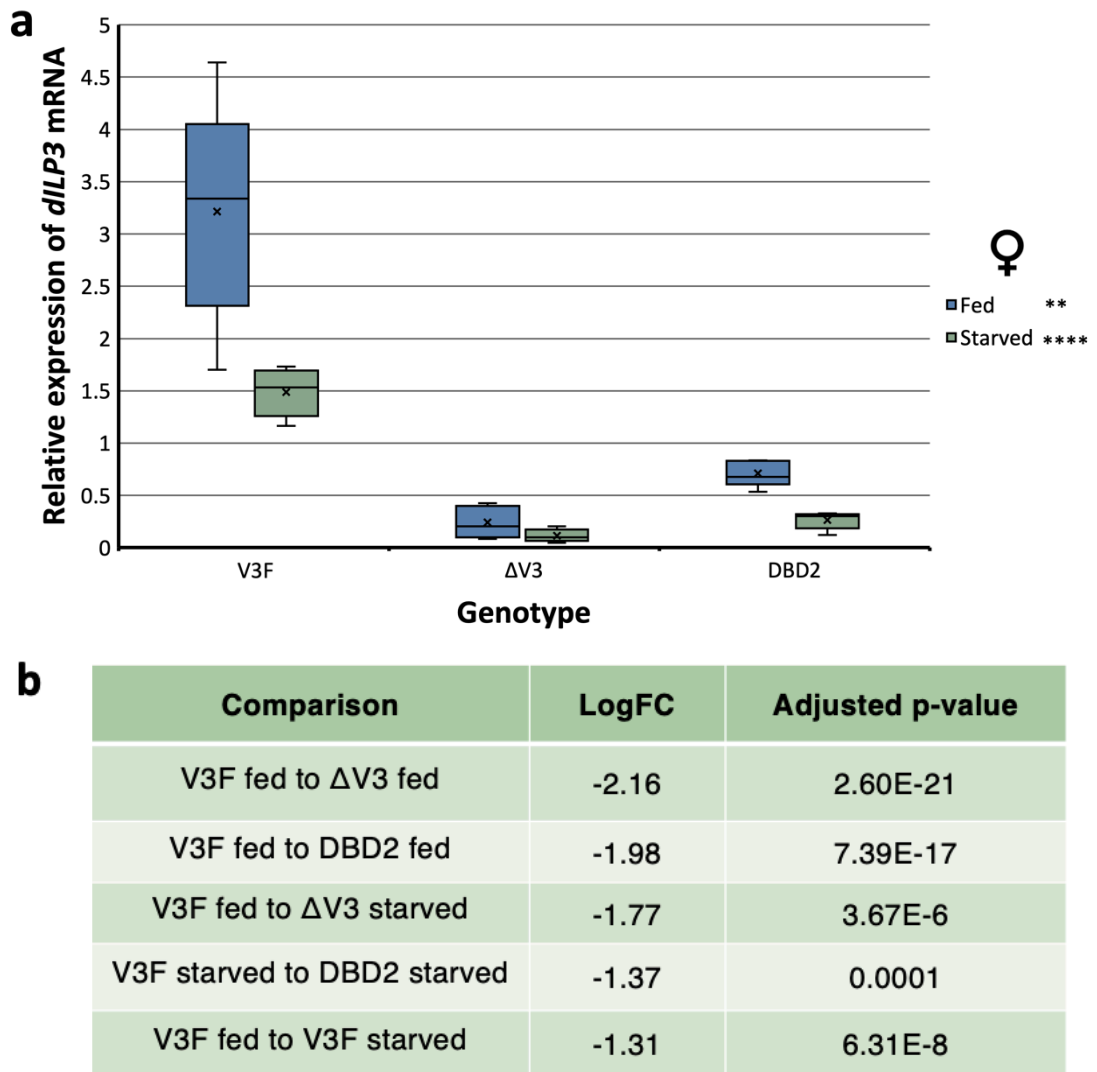 a
Relative expression of dILP3 mRNA
5
4.5
4
3.5
3
2.5
2
1.5
1
0.5
0
V3F ΔV3 DBD2
Genotype
♀
Fed **
Starved ****
b
Comparison LogFC Adjusted p-value
V3F fed to ΔV3 fed -2.16 2.60E-21
V3F fed to DBD2 fed -1.98 7.39E-17
V3F fed to ΔV3 starved -1.77 3.67E-6
V3F starved to DBD2 starved -1.37 0.0001
V3F fed to V3F starved -1.31 6.31E-8